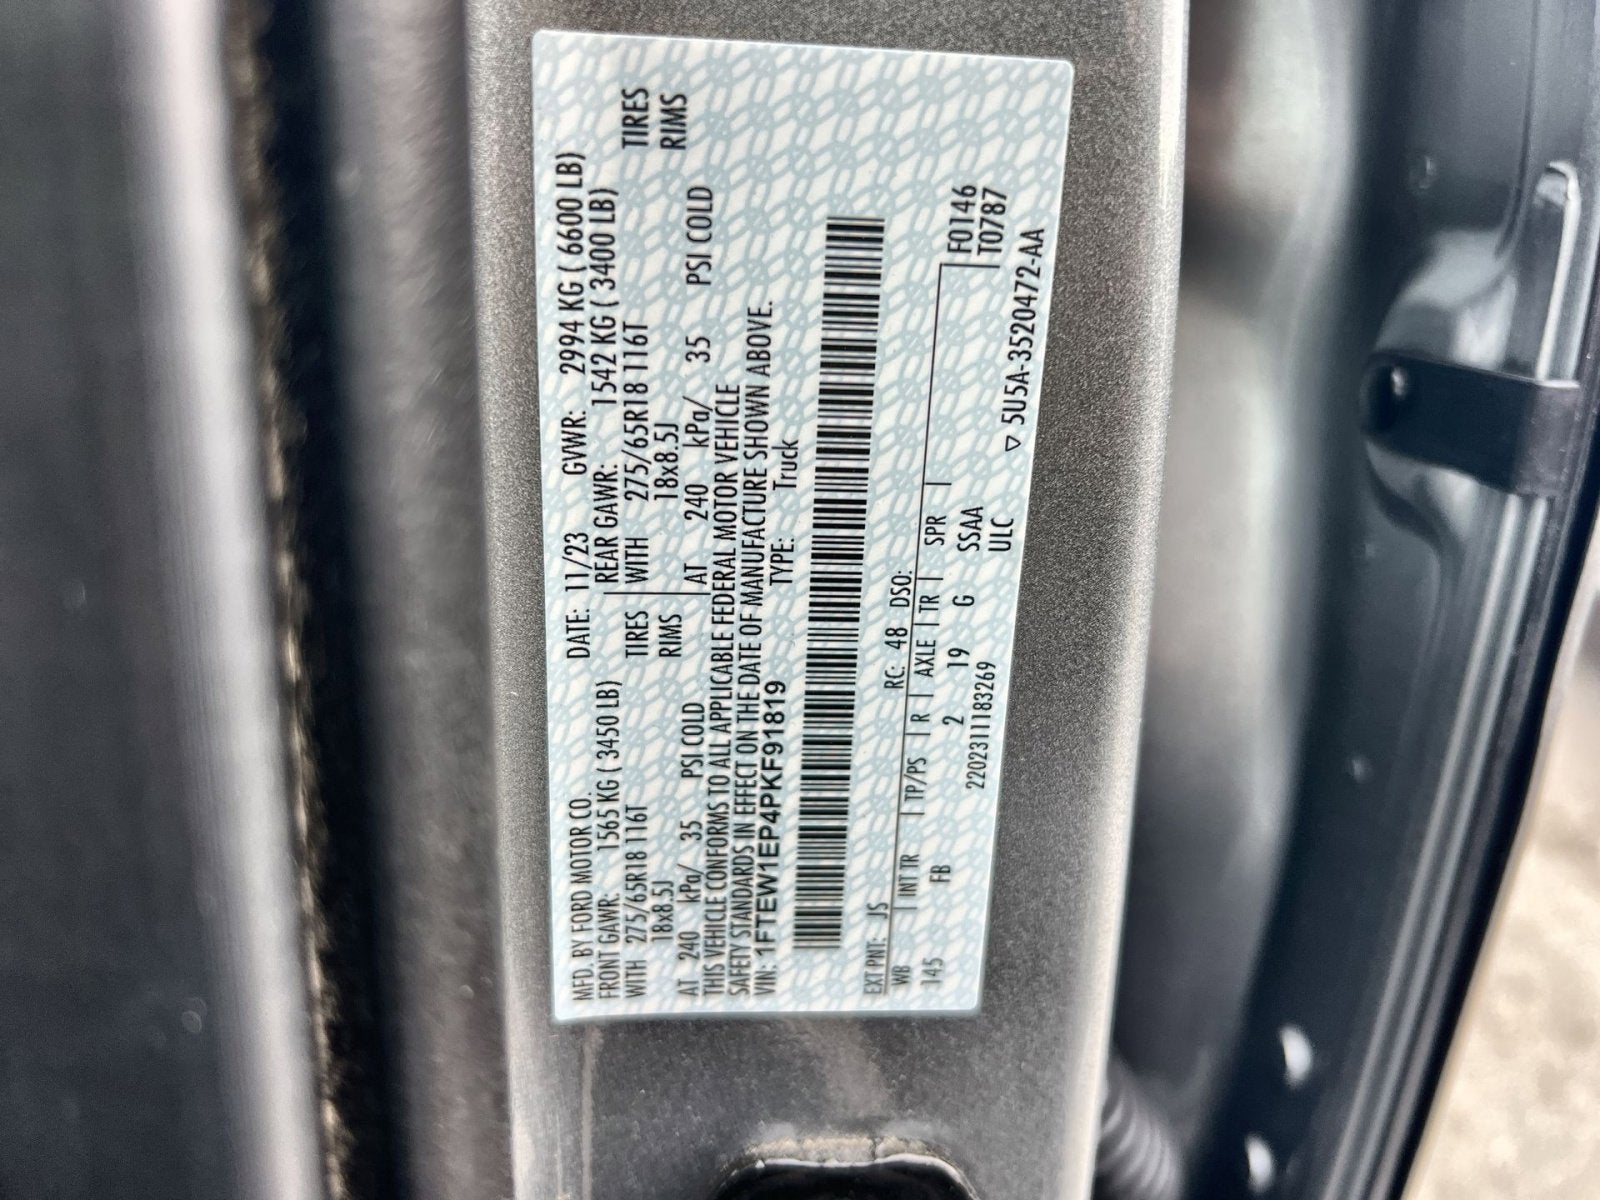 MFD. BY FORD MOTOR CO. DATE: 11/23 GVWR: 2994 KG ( 6600 LB)
FRONT GAWR: 1565 KG ( 3450 LB) REAR GAWR: 1542 KG ( 3400 LB)
WITH 275/65R18 116T TIRES WITH 275/65R18 116T TIRES
18x8.5J RIMS 18x8.5J RIMS
AT 240 kPa/ 35 PSI COLD AT 240 kPa/ 35 PSI COLD
THIS VEHICLE CONFORMS TO ALL APPLICABLE FEDERAL MOTOR VEHICLE
SAFETY STANDARDS IN EFFECT ON THE DATE OF MANUFACTURE SHOWN ABOVE.
VIN: 1FTEW1EP4PKF91819 TYPE: Truck
EXT PNT: JS RC: 48 DSO:
WB INT TR TP/PS R AXLE TR SPR F0146
145 FB 2 19 G SSAA T0787
220231183269 ULC ▽ 5U5A-3520472-AA